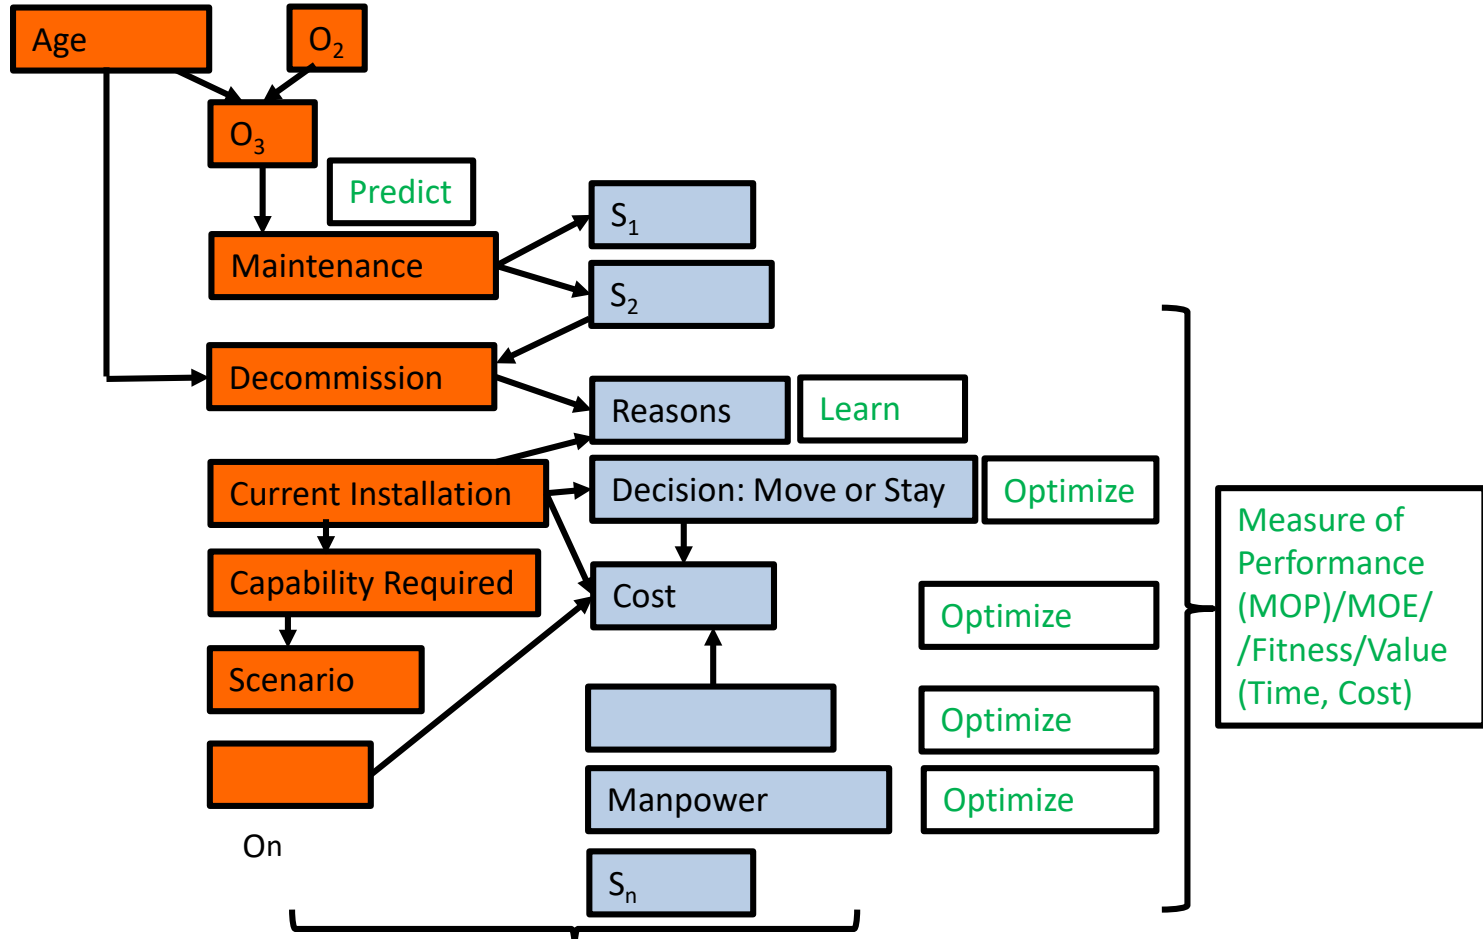 Age
O₂
O₃
Predict
S₁
Maintenance
S₂
Decommission
Reasons
Learn
Current Installation
Decision: Move or Stay
Optimize
Measure of
Performance
(MOP)/MOE/
/Fitness/Value
(Time, Cost)
Capability Required
Cost
Optimize
Scenario
Optimize
Manpower
Optimize
On
Sₙ